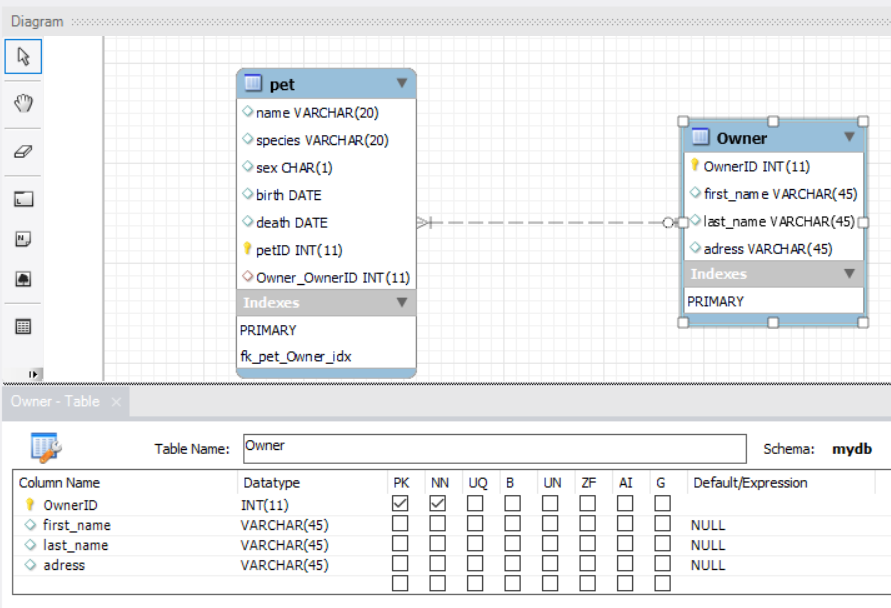 Diagram
pet
name VARCHAR(20)
species VARCHAR(20)
sex CHAR(1)
birth DATE
death DATE
petID INT(11)
Owner_OwnerID INT(11)
Indexes
PRIMARY
fk_pet_Owner_idx
Owner
OwnerID INT(11)
first_name VARCHAR(45)
last_name VARCHAR(45)
adress VARCHAR(45)
Indexes
PRIMARY
Owner - Table
Table Name: Owner Schema: mydb
Column Name Datatype PK NN UQ B UN ZF AI G Default/Expression
OwnerID INT(11)
first_name VARCHAR(45) NULL
last_name VARCHAR(45) NULL
adress VARCHAR(45) NULL